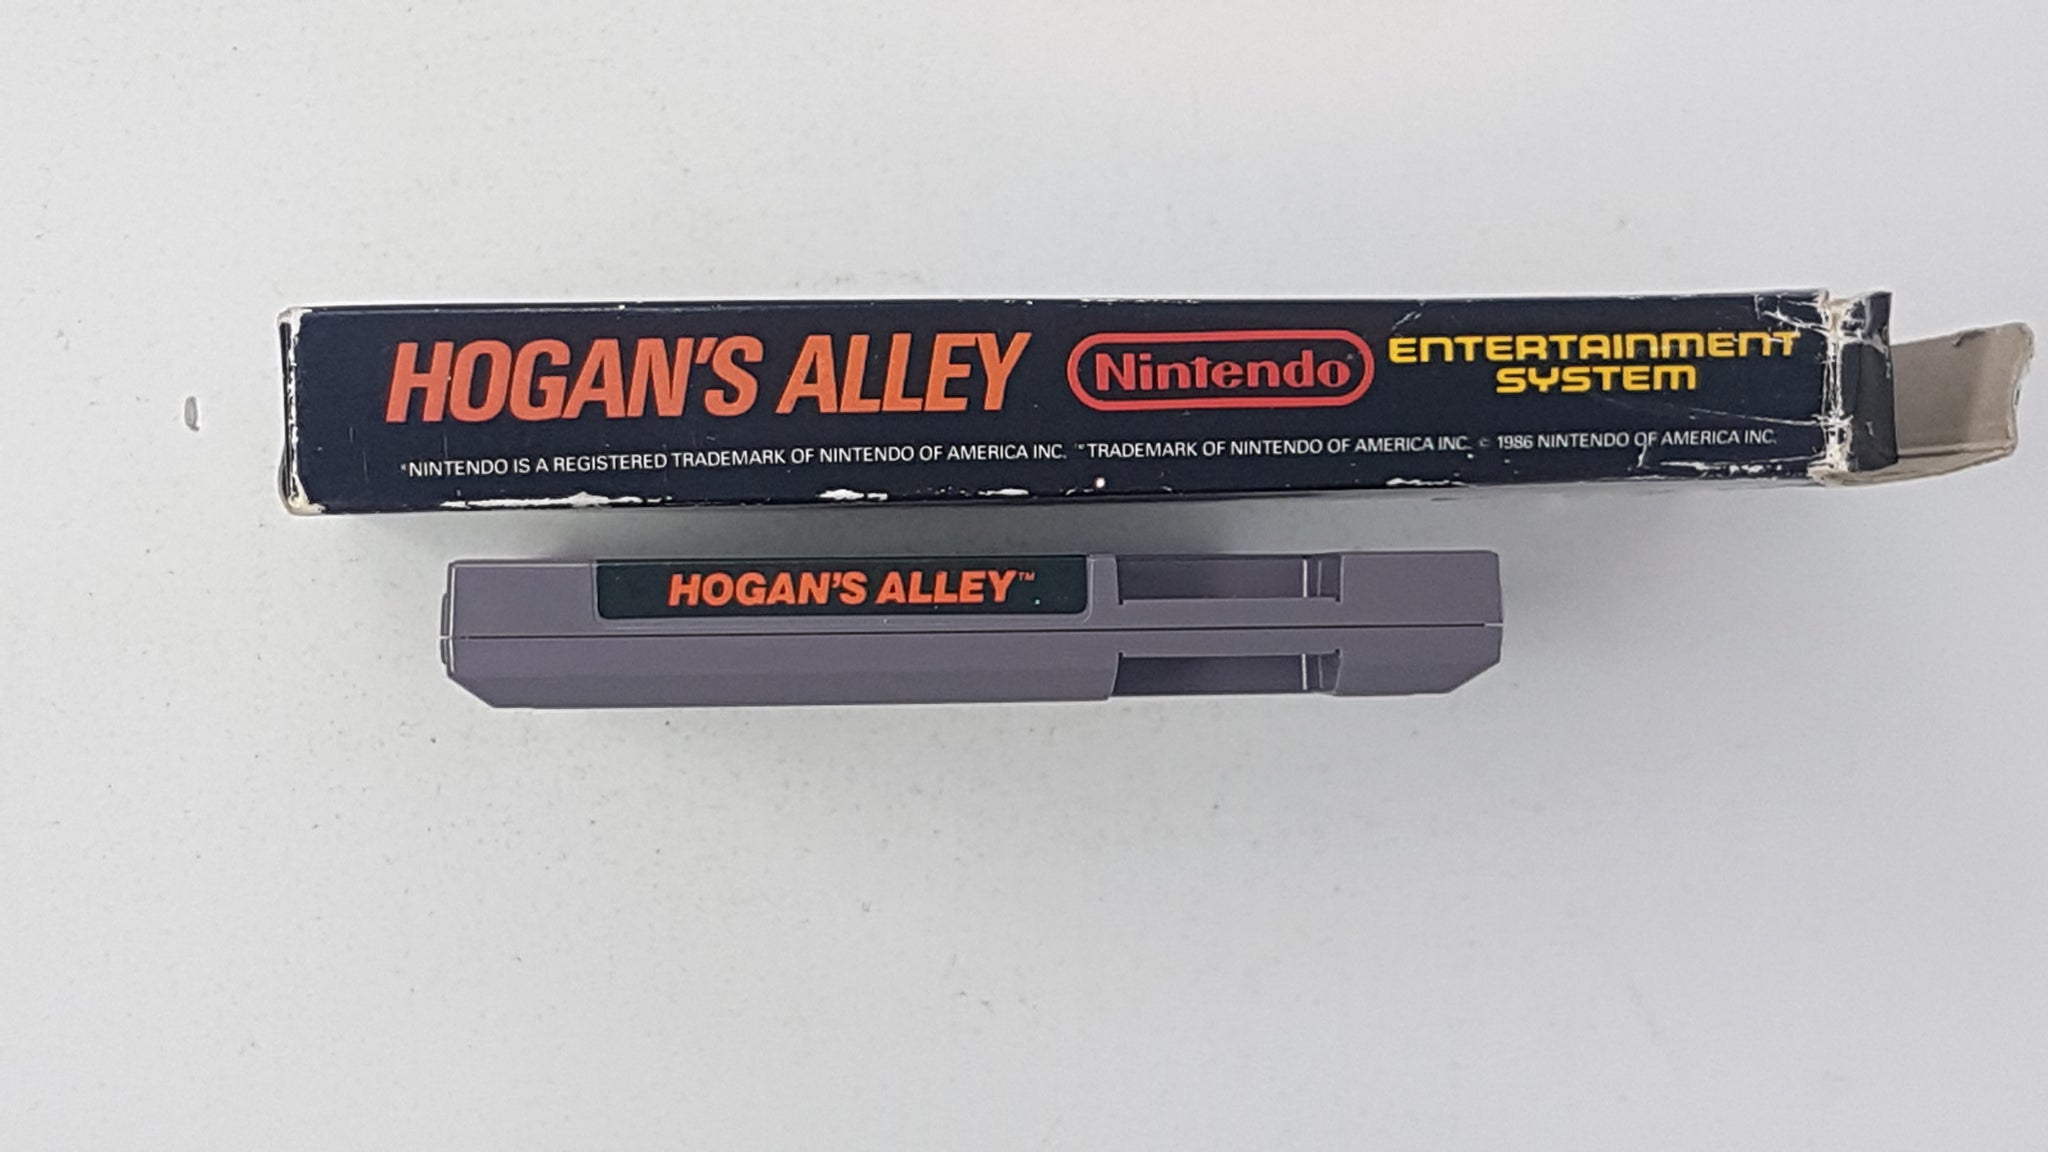 HOGAN'S ALLEY
Nintendo®
ENTERTAINMENT
SYSTEM
®NINTENDO IS A REGISTERED TRADEMARK OF NINTENDO OF AMERICA INC. ™TRADEMARK OF NINTENDO OF AMERICA INC. © 1986 NINTENDO OF AMERICA INC.
HOGAN'S ALLEY™